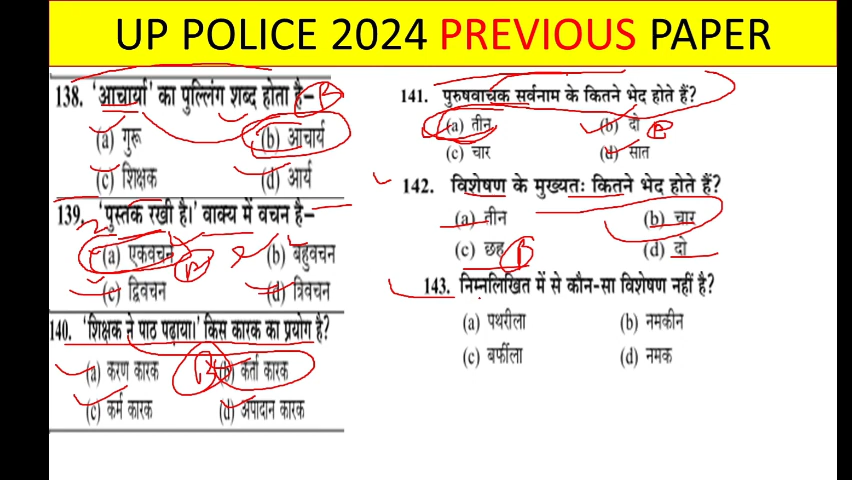 UP POLICE 2024 PREVIOUS PAPER
138. 'आचार्या' का पुल्लिंग शब्द होता है–
(a) गुरू (b) आचार्य
(c) शिक्षक (d) आर्य
139. 'पुस्तक रखी है।' वाक्य में वचन है–
(a) एकवचन (b) बहुवचन
(c) द्विवचन (d) त्रिवचन
140. 'शिक्षक ने पाठ पढ़ाया।' किस कारक का प्रयोग है?
(a) करण कारक (b) कर्ता कारक
(c) कर्म कारक (d) अपादान कारक
141. पुरुषवाचक सर्वनाम के कितने भेद होते हैं?
(a) तीन (b) दो
(c) चार (d) सात
142. विशेषण के मुख्यतः कितने भेद होते हैं?
(a) तीन (b) चार
(c) छह (d) दो
143. निम्नलिखित में से कौन-सा विशेषण नहीं है?
(a) पथरीला (b) नमकीन
(c) बर्फीला (d) नमक